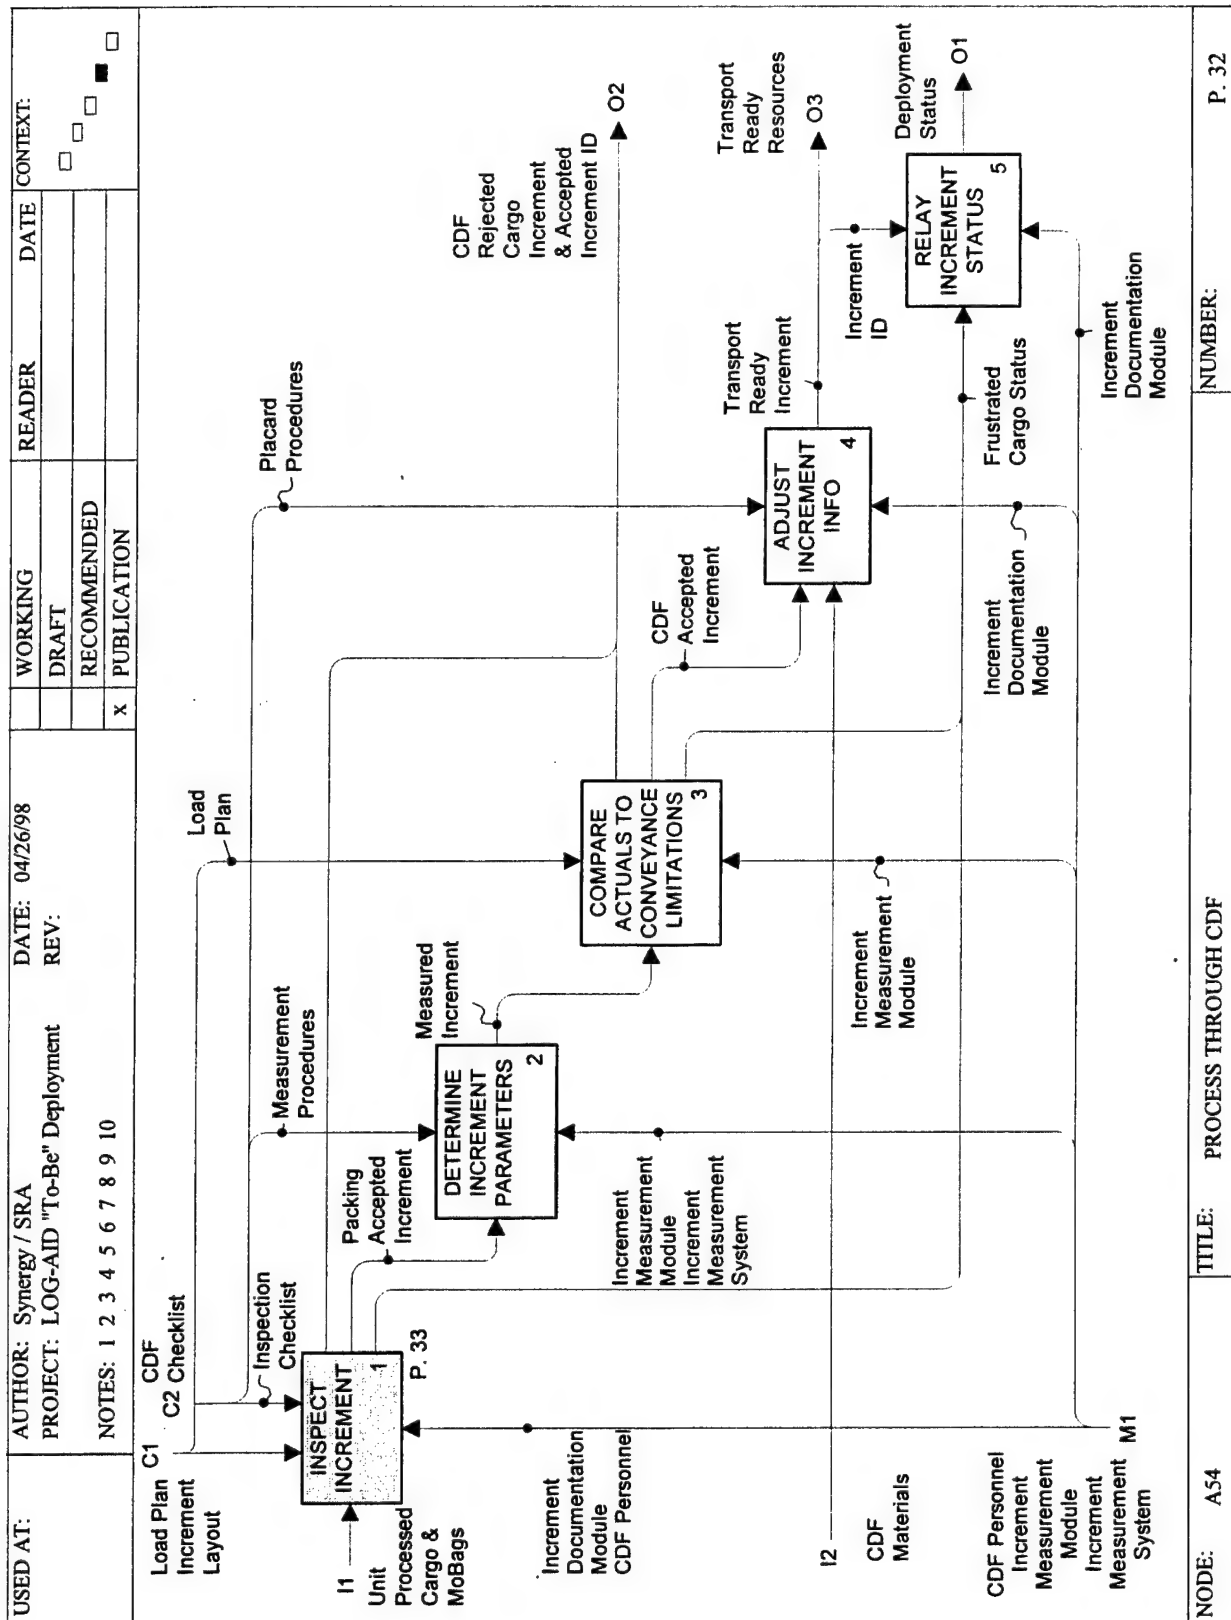 USED AT:
AUTHOR: Synergy / SRA
PROJECT: LOG-AID "To-Be" Deployment
NOTES: 1 2 3 4 5 6 7 8 9 10
DATE: 04/26/98
REV:
WORKING
DRAFT
RECOMMENDED
x PUBLICATION
READER DATE
CONTEXT:
Load Plan
Increment
Layout
C1
CDF
C2 Checklist
Inspection
Checklist
Measurement
Procedures
Load
Plan
Placard
Procedures
I1
Unit
Processed
Cargo &
MoBags
INSPECT
INCREMENT
1
P. 33
Packing
Accepted
Increment
DETERMINE
INCREMENT
PARAMETERS
2
Measured
Increment
COMPARE
ACTUALS TO
CONVEYANCE
LIMITATIONS
3
CDF
Accepted
Increment
ADJUST
INCREMENT
INFO
4
CDF
Rejected
Cargo
Increment
& Accepted
Increment ID
O2
Transport
Ready
Increment
Transport
Ready
Resources
O3
Increment
ID
RELAY
INCREMENT
STATUS
5
Deployment
Status
O1
Frustrated
Cargo Status
Increment
Documentation
Module
CDF Personnel
Increment
Measurement
Module
Increment
Measurement
System
Increment
Measurement
Module
Increment
Documentation
Module
Increment
Documentation
Module
I2
CDF
Materials
CDF Personnel
Increment
Measurement
Module
Increment
Measurement
System
M1
NODE: A54
TITLE: PROCESS THROUGH CDF
NUMBER:
P. 32